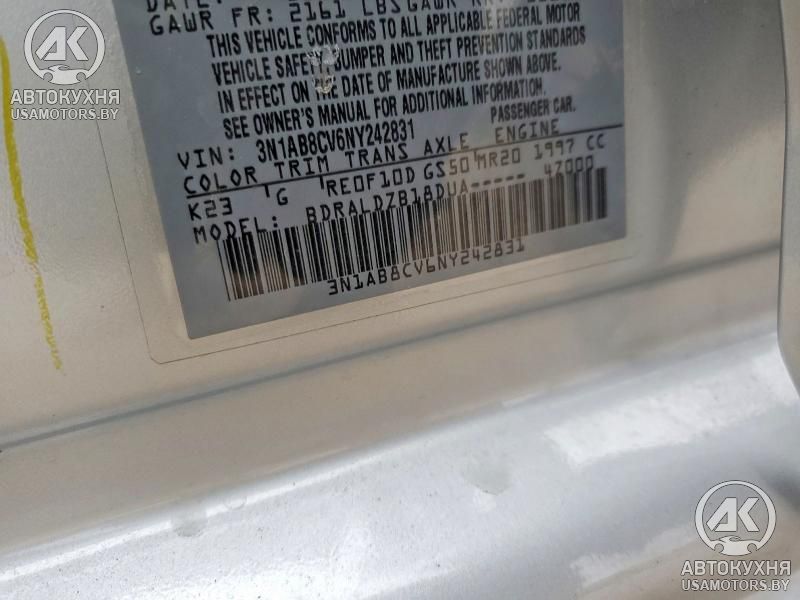 GAWR FR: 2161 LBS GAWR
THIS VEHICLE CONFORMS TO ALL APPLICABLE FEDERAL MOTOR
VEHICLE SAFETY, BUMPER AND THEFT PREVENTION STANDARDS
IN EFFECT ON THE DATE OF MANUFACTURE SHOWN ABOVE.
SEE OWNER'S MANUAL FOR ADDITIONAL INFORMATION.
VIN: 3N1AB8CV6NY242831 PASSENGER CAR.
COLOR TRIM TRANS AXLE ENGINE
K23 G RE0F10D GS50 MR20 1997 CC
MODEL: BDRALDZB18DUA----- 4Z000
3N1AB8CV6NY242831
АК
АВТОКУХНЯ
USAMOTORS.BY
АК
АВТОКУХНЯ
USAMOTORS.BY